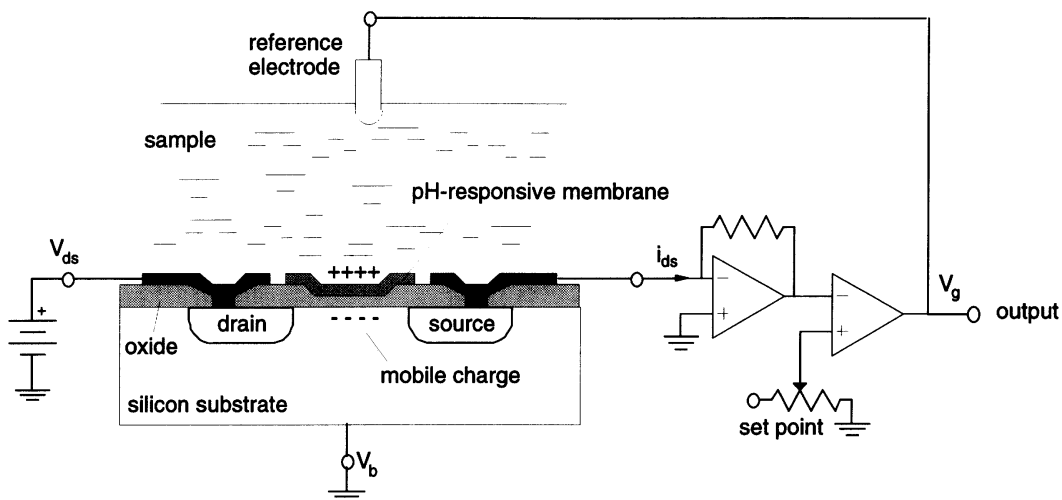 reference
electrode
sample
pH-responsive membrane
V_ds
+
++++
i_ds
−
+
−
+
V_g
output
drain
- - - -
source
oxide
mobile charge
silicon substrate
set point
V_b